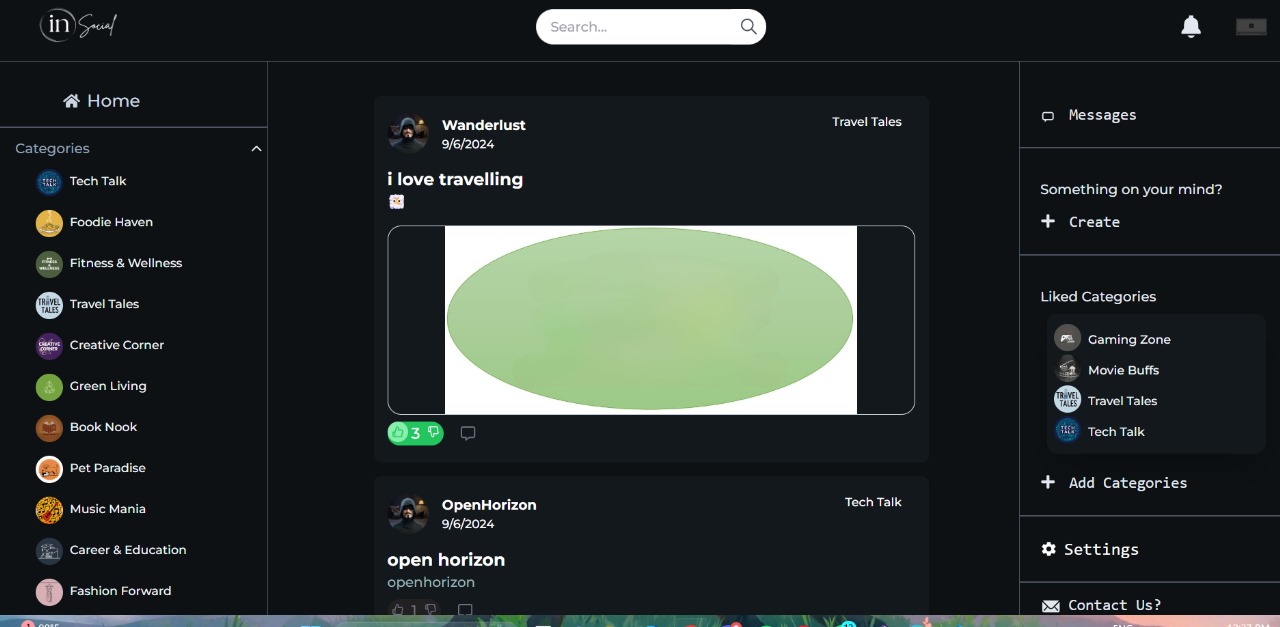 in Social
Search...
Home
Categories
Tech Talk
Foodie Haven
Fitness & Wellness
Travel Tales
Creative Corner
Green Living
Book Nook
Pet Paradise
Music Mania
Career & Education
Fashion Forward
Wanderlust
9/6/2024
Travel Tales
i love travelling
3
OpenHorizon
9/6/2024
Tech Talk
open horizon
openhorizon
1
Messages
Something on your mind?
Create
Liked Categories
Gaming Zone
Movie Buffs
TRAVEL TALES
Travel Tales
Tech Talk
Add Categories
Settings
Contact Us?